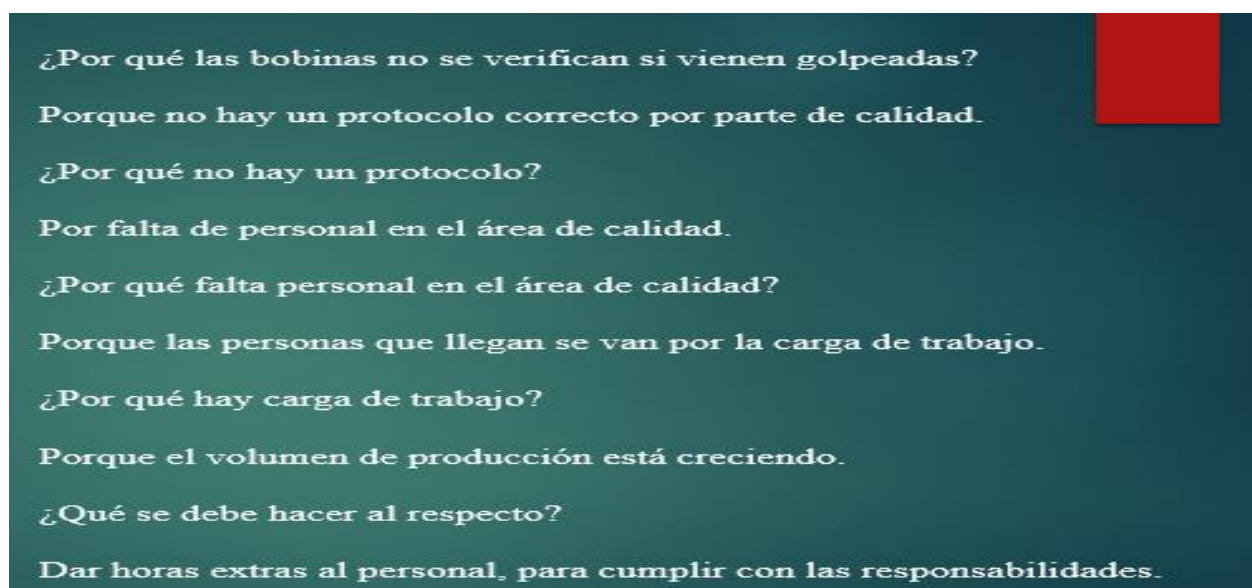 ¿Por qué las bobinas no se verifican si vienen golpeadas?
Porque no hay un protocolo correcto por parte de calidad.
¿Por qué no hay un protocolo?
Por falta de personal en el área de calidad.
¿Por qué falta personal en el área de calidad?
Porque las personas que llegan se van por la carga de trabajo.
¿Por qué hay carga de trabajo?
Porque el volumen de producción está creciendo.
¿Qué se debe hacer al respecto?
Dar horas extras al personal, para cumplir con las responsabilidades.